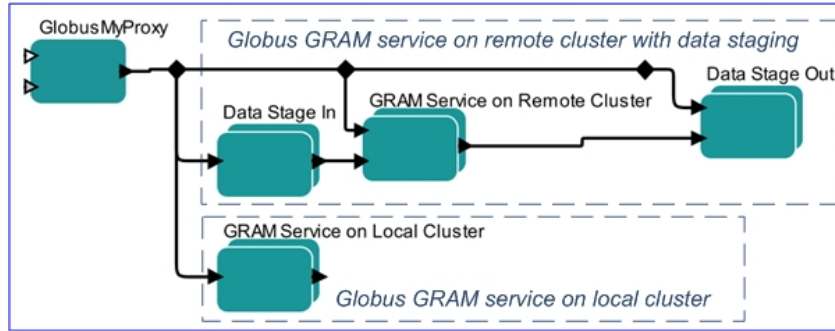 GlobusMyProxy
Globus GRAM service on remote cluster with data staging
Data Stage Out
GRAM Service on Remote Cluster
Data Stage In
GRAM Service on Local Cluster
Globus GRAM service on local cluster